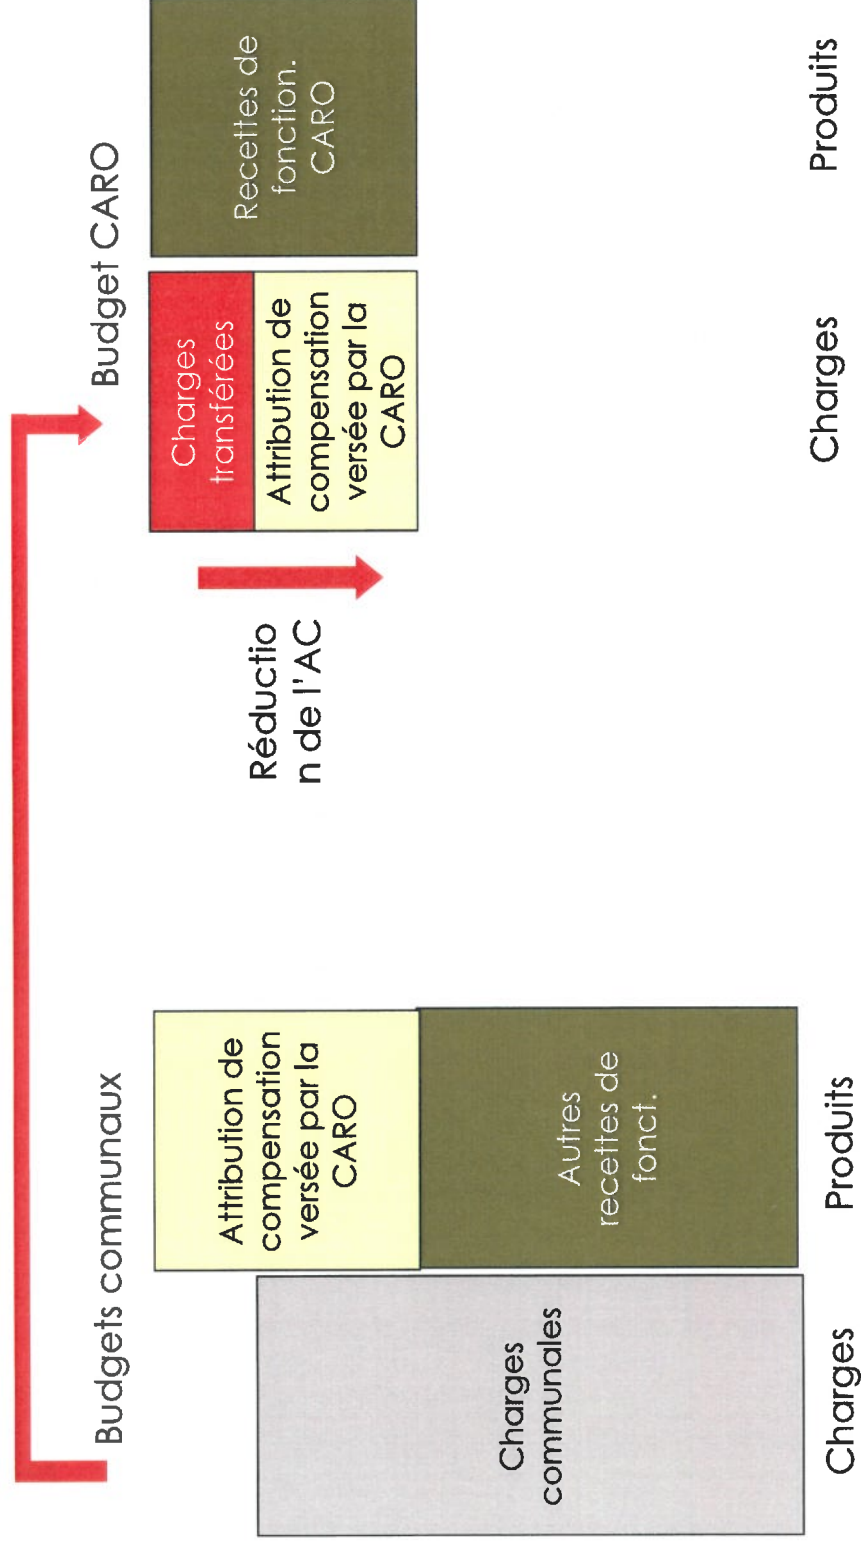 Budgets communaux
Budget CARO
Charges
communales
Attribution de
compensation
versée par la
CARO
Autres
recettes de
fonct.
Réductio
n de l'AC
Charges
transférées
Attribution de
compensation
versée par la
CARO
Recettes de
fonction.
CARO
Charges
Produits
Charges
Produits